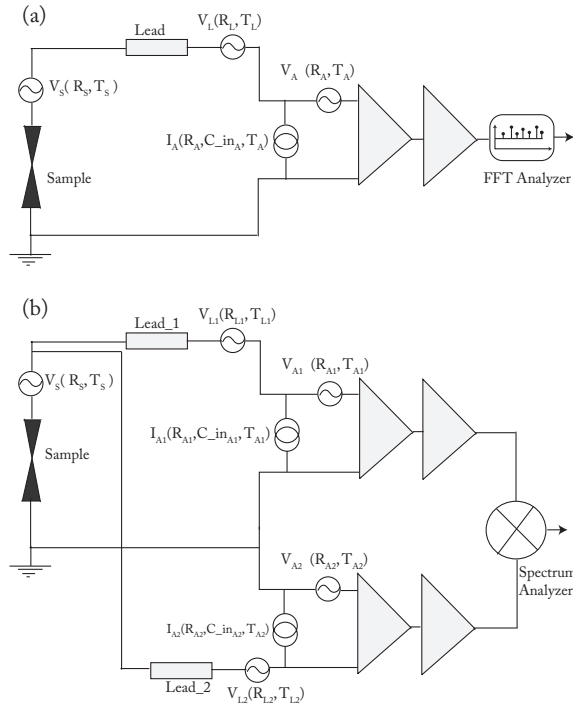 (a)
Lead
V_L(R_L, T_L)
V_S( R_S, T_S )
V_A (R_A, T_A)
I_A(R_A,C_in_A,T_A)
Sample
FFT Analyzer
(b)
Lead_1
V_L1(R_L1, T_L1)
V_S( R_S, T_S )
V_A1 (R_A1, T_A1)
I_A1(R_A1,C_in_A1,T_A1)
Sample
V_A2 (R_A2, T_A2)
Spectrum
Analyzer
I_A2(R_A2,C_in_A2,T_A2)
Lead_2
V_L2(R_L2, T_L2)